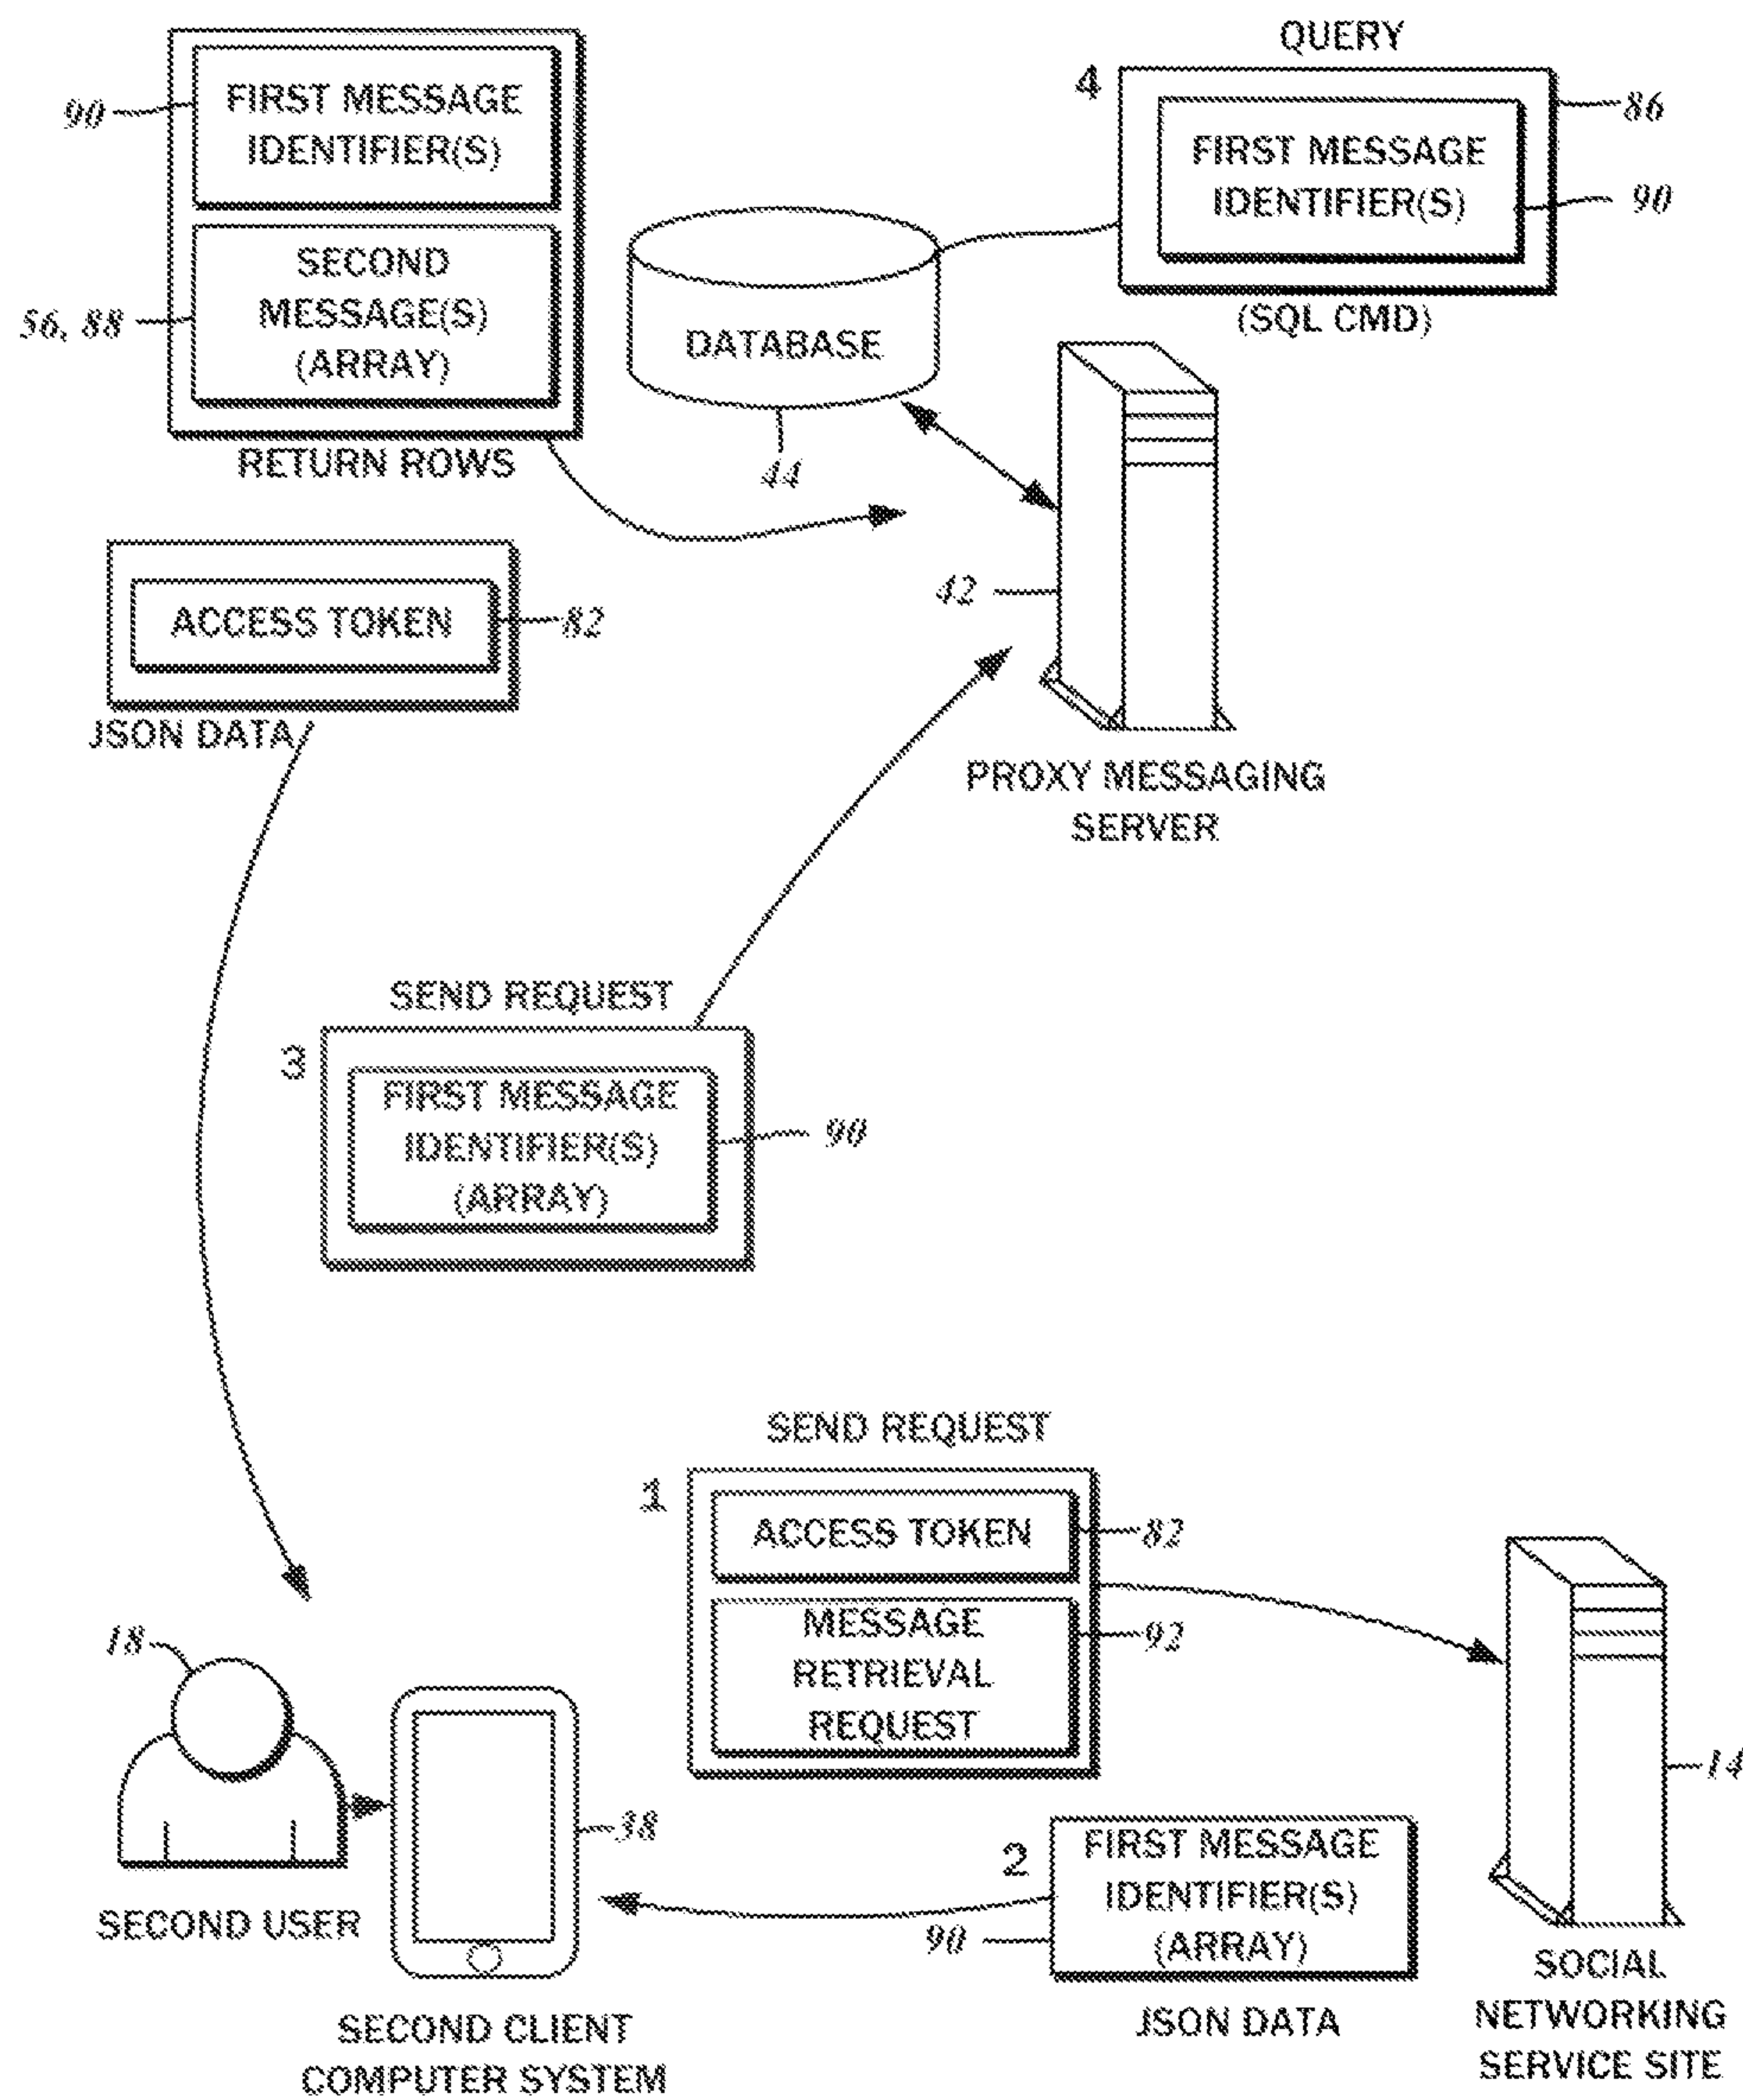 90
FIRST MESSAGE
IDENTIFIER(S)
56, 88
SECOND
MESSAGE(S)
(ARRAY)
RETURN ROWS
DATABASE
44
QUERY
4
FIRST MESSAGE
IDENTIFIER(S)
86
90
(SQL CMD)
ACCESS TOKEN
82
JSON DATA
42
PROXY MESSAGING
SERVER
SEND REQUEST
3
FIRST MESSAGE
IDENTIFIER(S)
(ARRAY)
90
SEND REQUEST
1
ACCESS TOKEN
82
MESSAGE
RETRIEVAL
REQUEST
92
18
SECOND USER
38
SECOND CLIENT
COMPUTER SYSTEM
2
FIRST MESSAGE
IDENTIFIER(S)
(ARRAY)
90
JSON DATA
14
SOCIAL
NETWORKING
SERVICE SITE